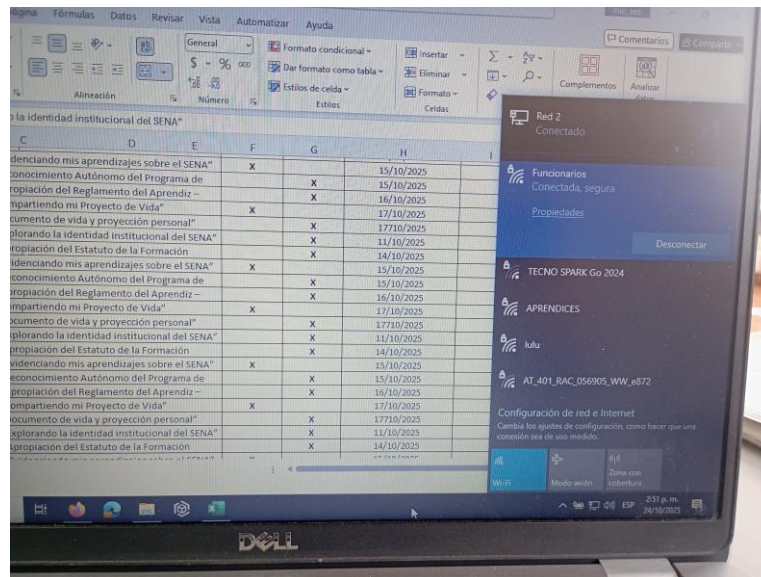 Fórmulas Datos Revisar Vista Automatizar Ayuda
Comentarios
General
Formato condicional
Dar formato como tabla
Estilos de celda
Insertar
Eliminar
Formato
Complementos
Analizar
$ % 000
Alineación
Número
Estilos
Celdas
la identidad institucional del SENA"
C D E F G H I
denciando mis aprendizajes sobre el SENA" X 15/10/2025
onocimiento Autónomo del Programa de X 15/10/2025
ropiación del Reglamento del Aprendiz – X 16/10/2025
mpartiendo mi Proyecto de Vida" X 17/10/2025
cumento de vida y proyección personal" X 17710/2025
plorando la identidad institucional del SENA" X 11/10/2025
ropiación del Estatuto de la Formación X 14/10/2025
videnciando mis aprendizajes sobre el SENA" X 15/10/2025
econocimiento Autónomo del Programa de X 15/10/2025
propiación del Reglamento del Aprendiz – X 16/10/2025
mpartiendo mi Proyecto de Vida" X 17/10/2025
ocumento de vida y proyección personal" X 17710/2025
xplorando la identidad institucional del SENA" X 11/10/2025
propiación del Estatuto de la Formación X 14/10/2025
videnciando mis aprendizajes sobre el SENA" X 15/10/2025
econocimiento Autónomo del Programa de X 15/10/2025
propiación del Reglamento del Aprendiz – X 16/10/2025
ompartiendo mi Proyecto de Vida" X 17/10/2025
ocumento de vida y proyección personal" X 17710/2025
xplorando la identidad institucional del SENA" X 11/10/2025
propiación del Estatuto de la Formación X 14/10/2025
Red 2
Conectado
Funcionarios
Conectada, segura
Propiedades
Desconectar
TECNO SPARK Go 2024
APRENDICES
lulu
AT_401_RAC_056905_WW_e872
Configuración de red e Internet
Cambia los ajustes de configuración, como hacer que una
conexión sea de uso medido.
Wi-Fi
Modo avión
Zona con
cobertura
ESP
2:51 p. m.
24/10/2025
DELL